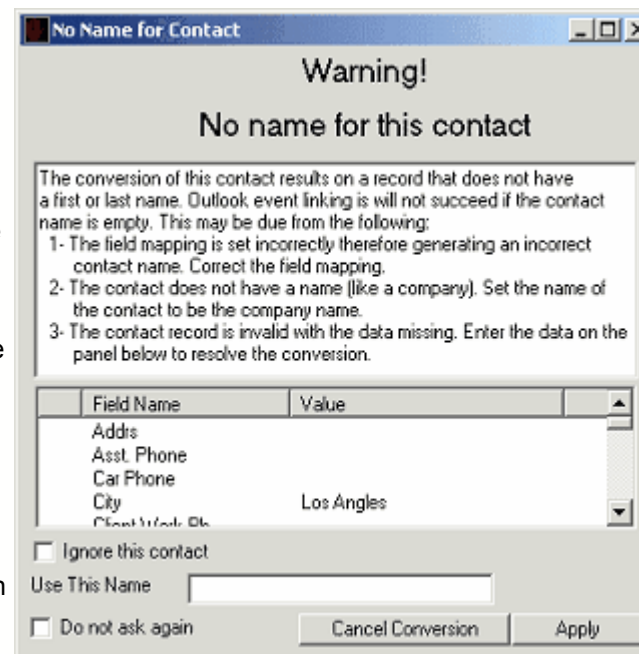 No Name for Contact
Warning!
No name for this contact
The conversion of this contact results on a record that does not have
a first or last name. Outlook event linking is will not succeed if the contact
name is empty. This may be due from the following:
1- The field mapping is set incorrectly therefore generating an incorrect
contact name. Correct the field mapping.
2- The contact does not have a name (like a company). Set the name of
the contact to be the company name.
3- The contact record is invalid with the data missing. Enter the data on the
panel below to resolve the conversion.
Field Name Value
Addrs
Asst. Phone
Car Phone
City Los Angles
Ignore this contact
Use This Name
Do not ask again Cancel Conversion Apply